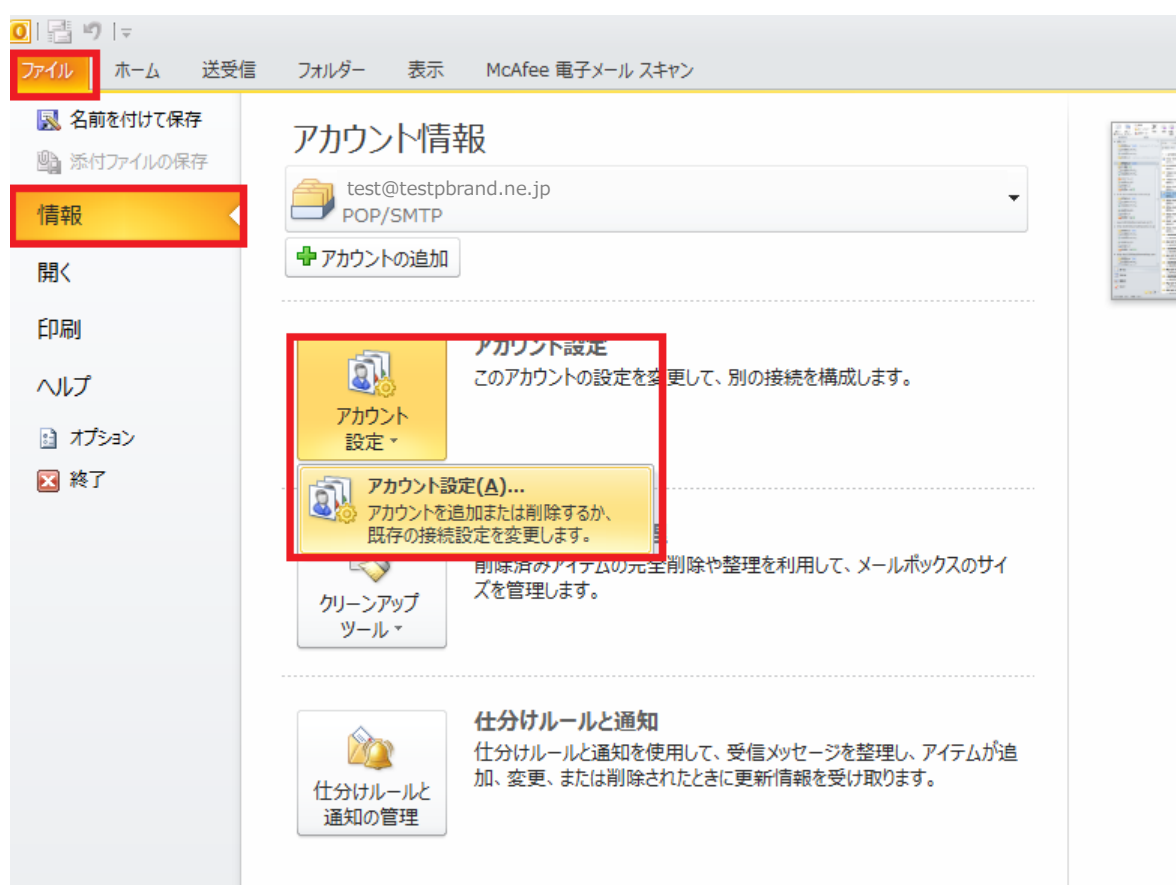 ファイル ホーム 送受信 フォルダー 表示 McAfee 電子メール スキャン
名前を付けて保存
添付ファイルの保存
情報
開く
印刷
ヘルプ
オプション
終了
アカウント情報
test@testpbrand.ne.jp
POP/SMTP
アカウントの追加
アカウント
設定
アカウント設定
このアカウントの設定を変更して、別の接続を構成します。
アカウント設定(A)...
アカウントを追加または削除するか、
既存の接続設定を変更します。
クリーンアップ
ツール
削除済みアイテムの完全削除や整理を利用して、メールボックスのサイ
ズを管理します。
仕分けルールと
通知の管理
仕分けルールと通知
仕分けルールと通知を使用して、受信メッセージを整理し、アイテムが追
加、変更、または削除されたときに更新情報を受け取ります。